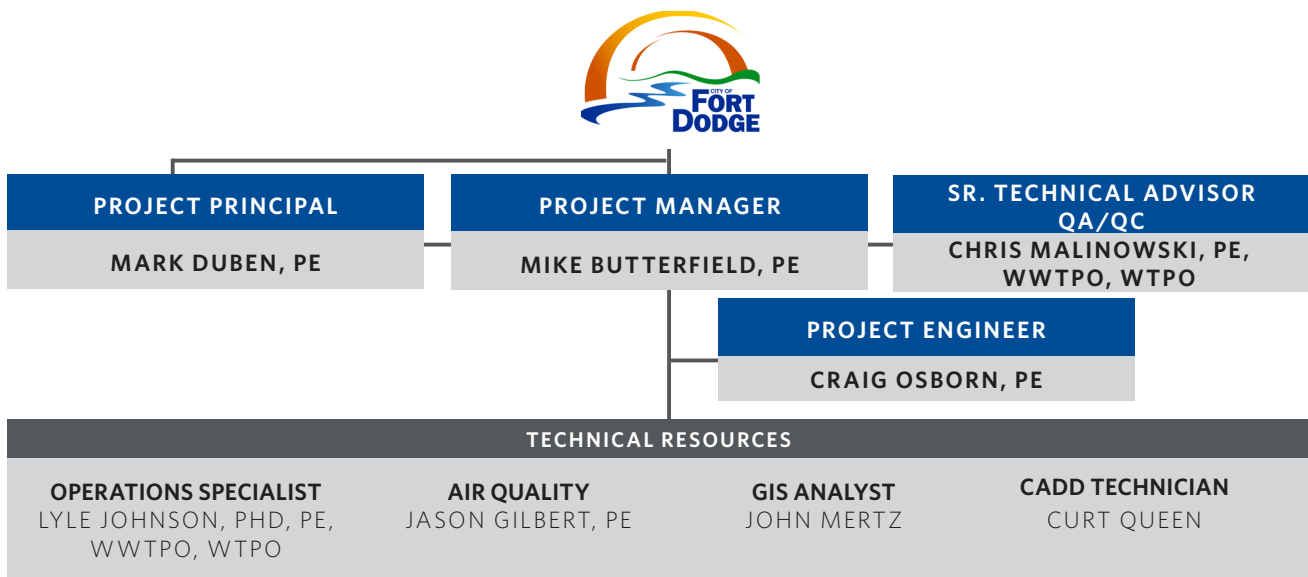 CITY OF
FORT
DODGE
PROJECT PRINCIPAL
MARK DUBEN, PE
PROJECT MANAGER
MIKE BUTTERFIELD, PE
SR. TECHNICAL ADVISOR
QA/QC
CHRIS MALINOWSKI, PE,
WWTPO, WTPO
PROJECT ENGINEER
CRAIG OSBORN, PE
TECHNICAL RESOURCES
OPERATIONS SPECIALIST
LYLE JOHNSON, PHD, PE,
WWTPO, WTPO
AIR QUALITY
JASON GILBERT, PE
GIS ANALYST
JOHN MERTZ
CADD TECHNICIAN
CURT QUEEN